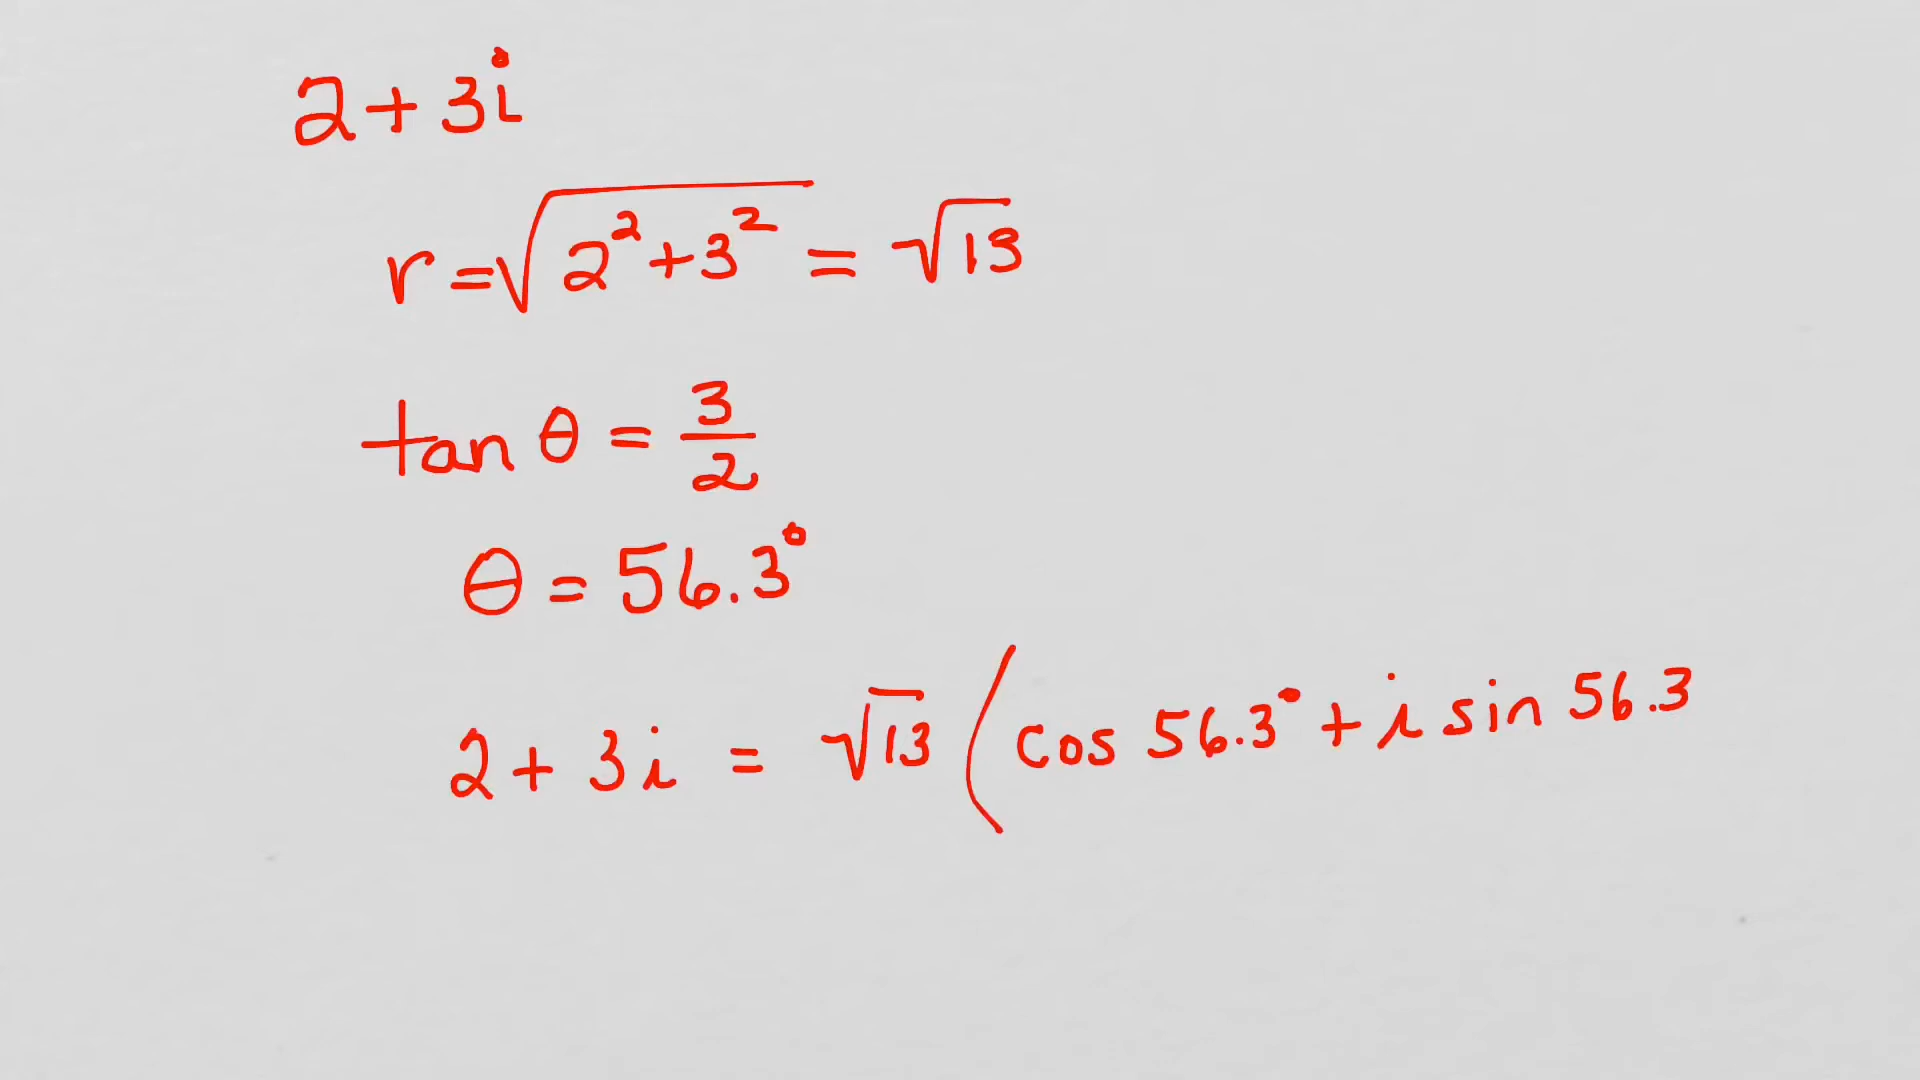 2+3i
r=√(2²+3²) = √13
tan θ = 3/2
θ = 56.3°
2+3i = √13 (cos 56.3° + i sin 56.3